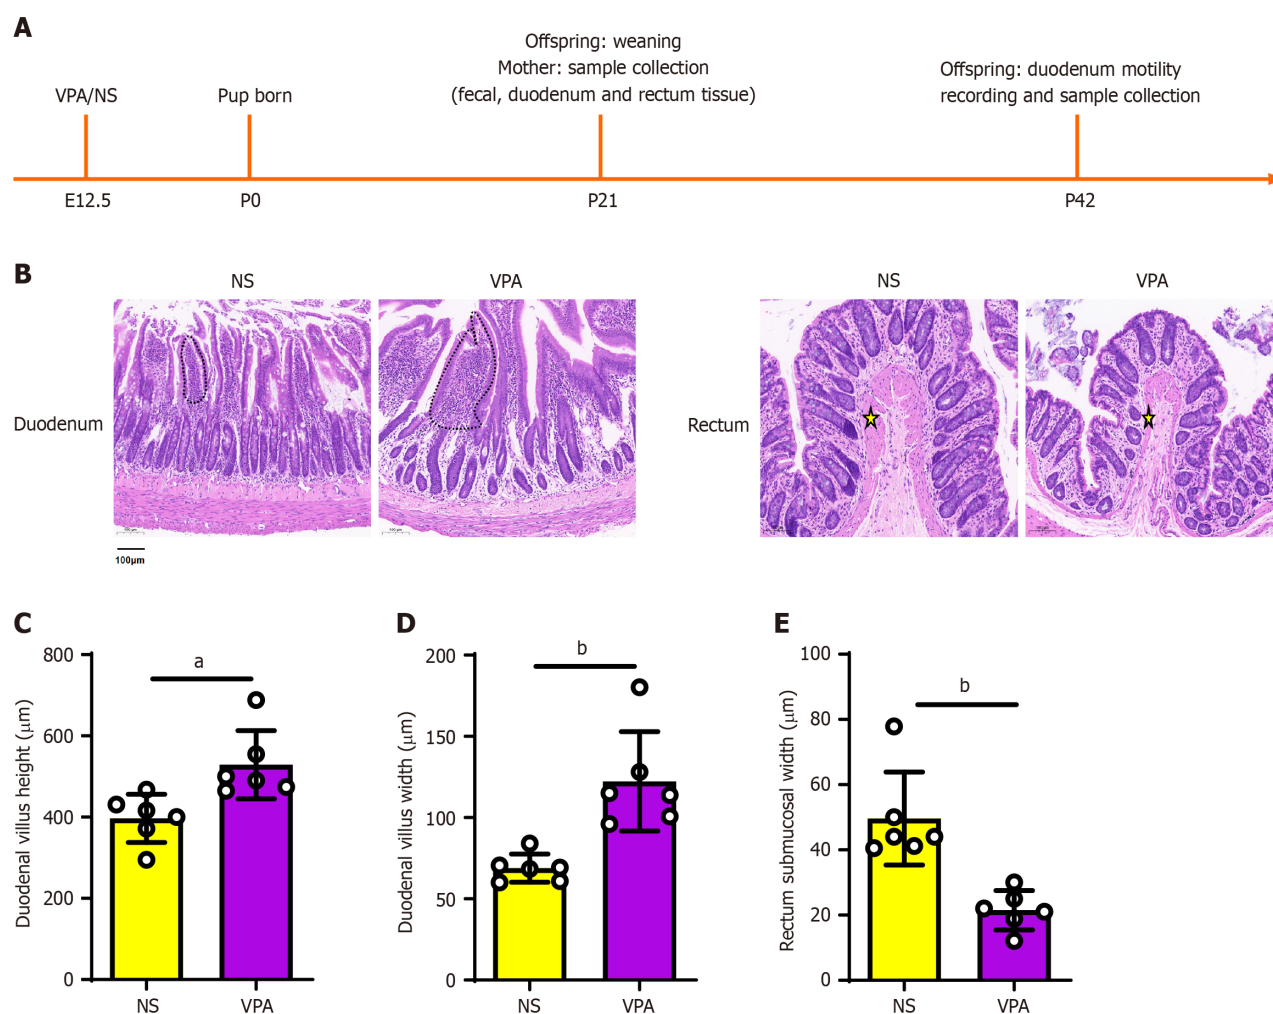 A
Offspring: weaning
Mother: sample collection
(fecal, duodenum and rectum tissue)
Offspring: duodenum motility
recording and sample collection
VPA/NS
Pup born
E12.5
P0
P21
P42
B
NS
VPA
NS
VPA
Duodenum
Rectum
100μm
C
Duodenal villus height (μm)
800
600
400
200
0
a
NS
VPA
D
Duodenal villus width (μm)
200
150
100
50
0
b
NS
VPA
E
Rectum submucosal width (μm)
100
80
60
40
20
0
b
NS
VPA